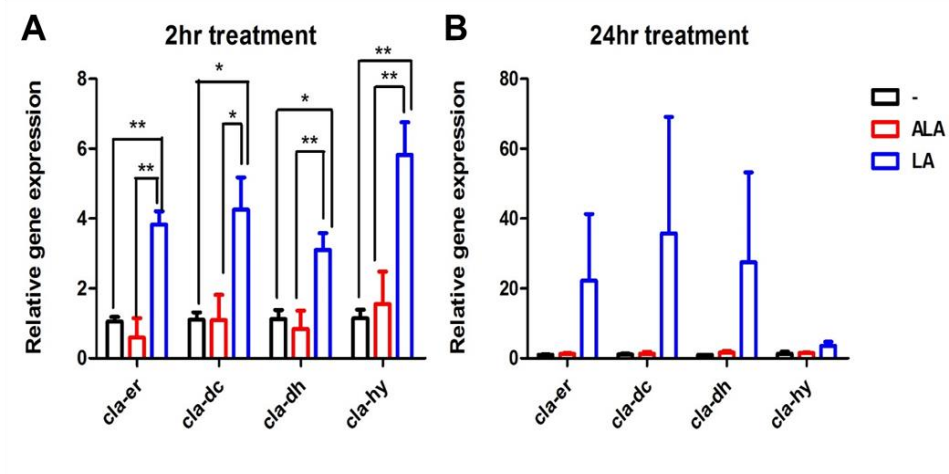 A
2hr treatment
Relative gene expression
8
6
4
2
0
**
**
*
*
*
**
**
**
cla-er
cla-dc
cla-dh
cla-hy
B
24hr treatment
Relative gene expression
80
60
40
20
0
cla-er
cla-dc
cla-dh
cla-hy
-
ALA
LA